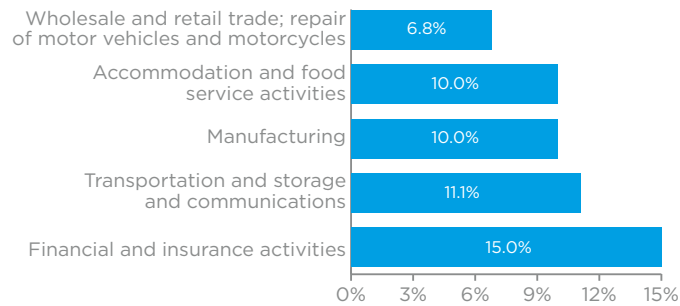 Wholesale and retail trade; repair
of motor vehicles and motorcycles
6.8%
Accommodation and food
service activities
10.0%
Manufacturing
10.0%
Transportation and storage
and communications
11.1%
Financial and insurance activities
15.0%
0% 3% 6% 9% 12% 15%